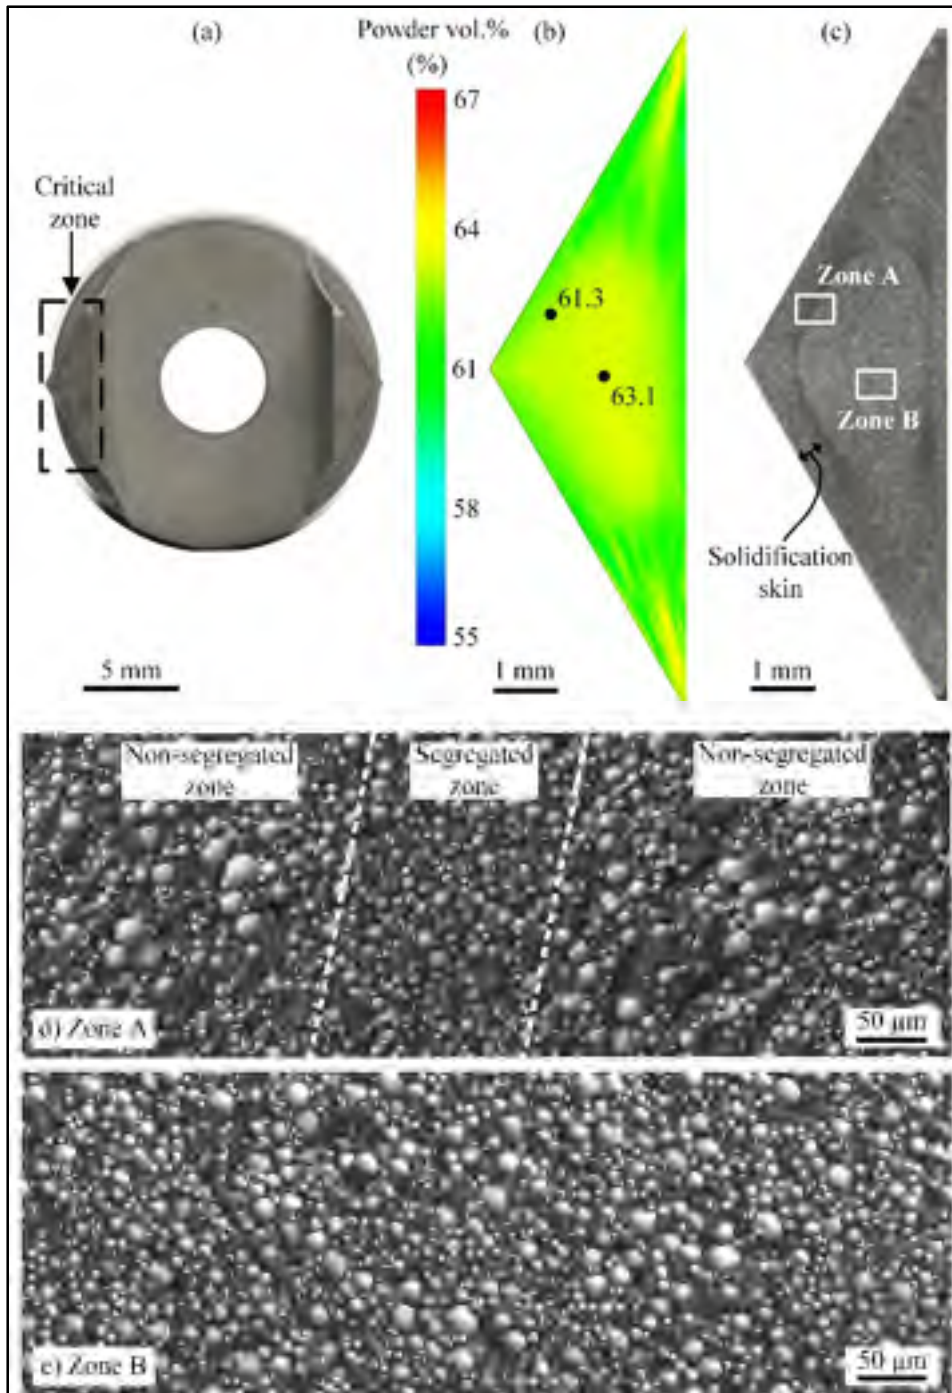 (a)
Powder vol.%
(%)
(b)
(c)
67
64
61
58
55
Critical
zone
61.3
63.1
Zone A
Zone B
Solidification
skin
5 mm
1 mm
1 mm
Non-segregated
zone
Segregated
zone
Non-segregated
zone
d) Zone A
50 μm
e) Zone B
50 μm